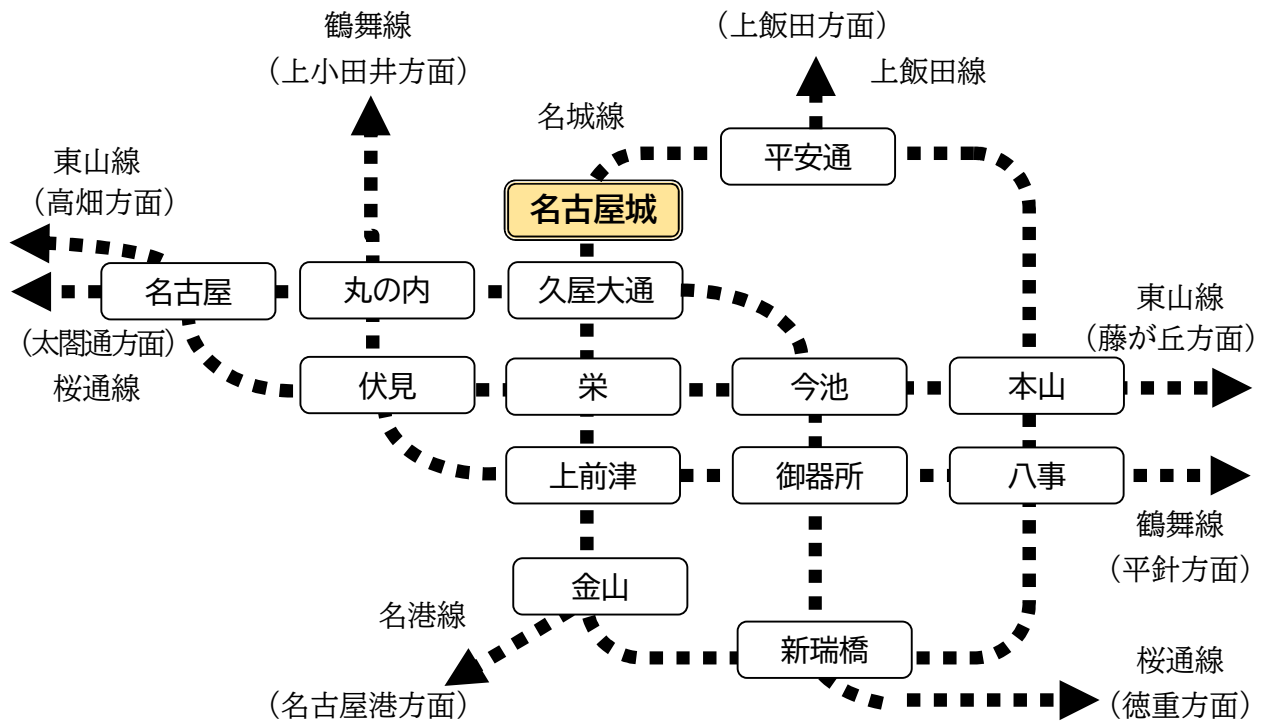 鶴舞線
（上小田井方面）
（上飯田方面）
上飯田線
名城線
平安通
東山線
（高畑方面）
名古屋城
名古屋
丸の内
久屋大通
東山線
（藤が丘方面）
（太閤通方面）
桜通線
伏見
栄
今池
本山
上前津
御器所
八事
鶴舞線
（平針方面）
金山
名港線
（名古屋港方面）
新瑞橋
桜通線
（徳重方面）